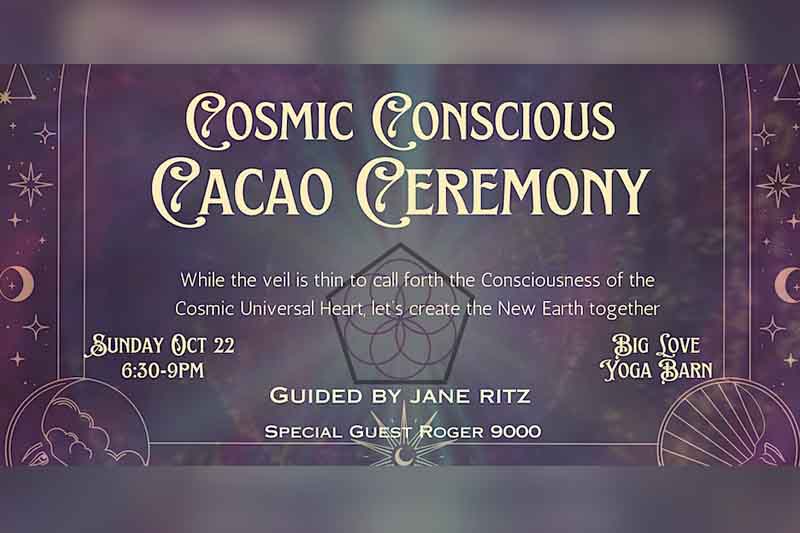 Cosmic Conscious
Cacao Ceremony
While the veil is thin to call forth the Consciousness of the
Cosmic Universal Heart, let's create the New Earth together
Sunday Oct 22
6:30-9PM
Big Love
Yoga Barn
Guided by jane ritz
Special Guest Roger 9000